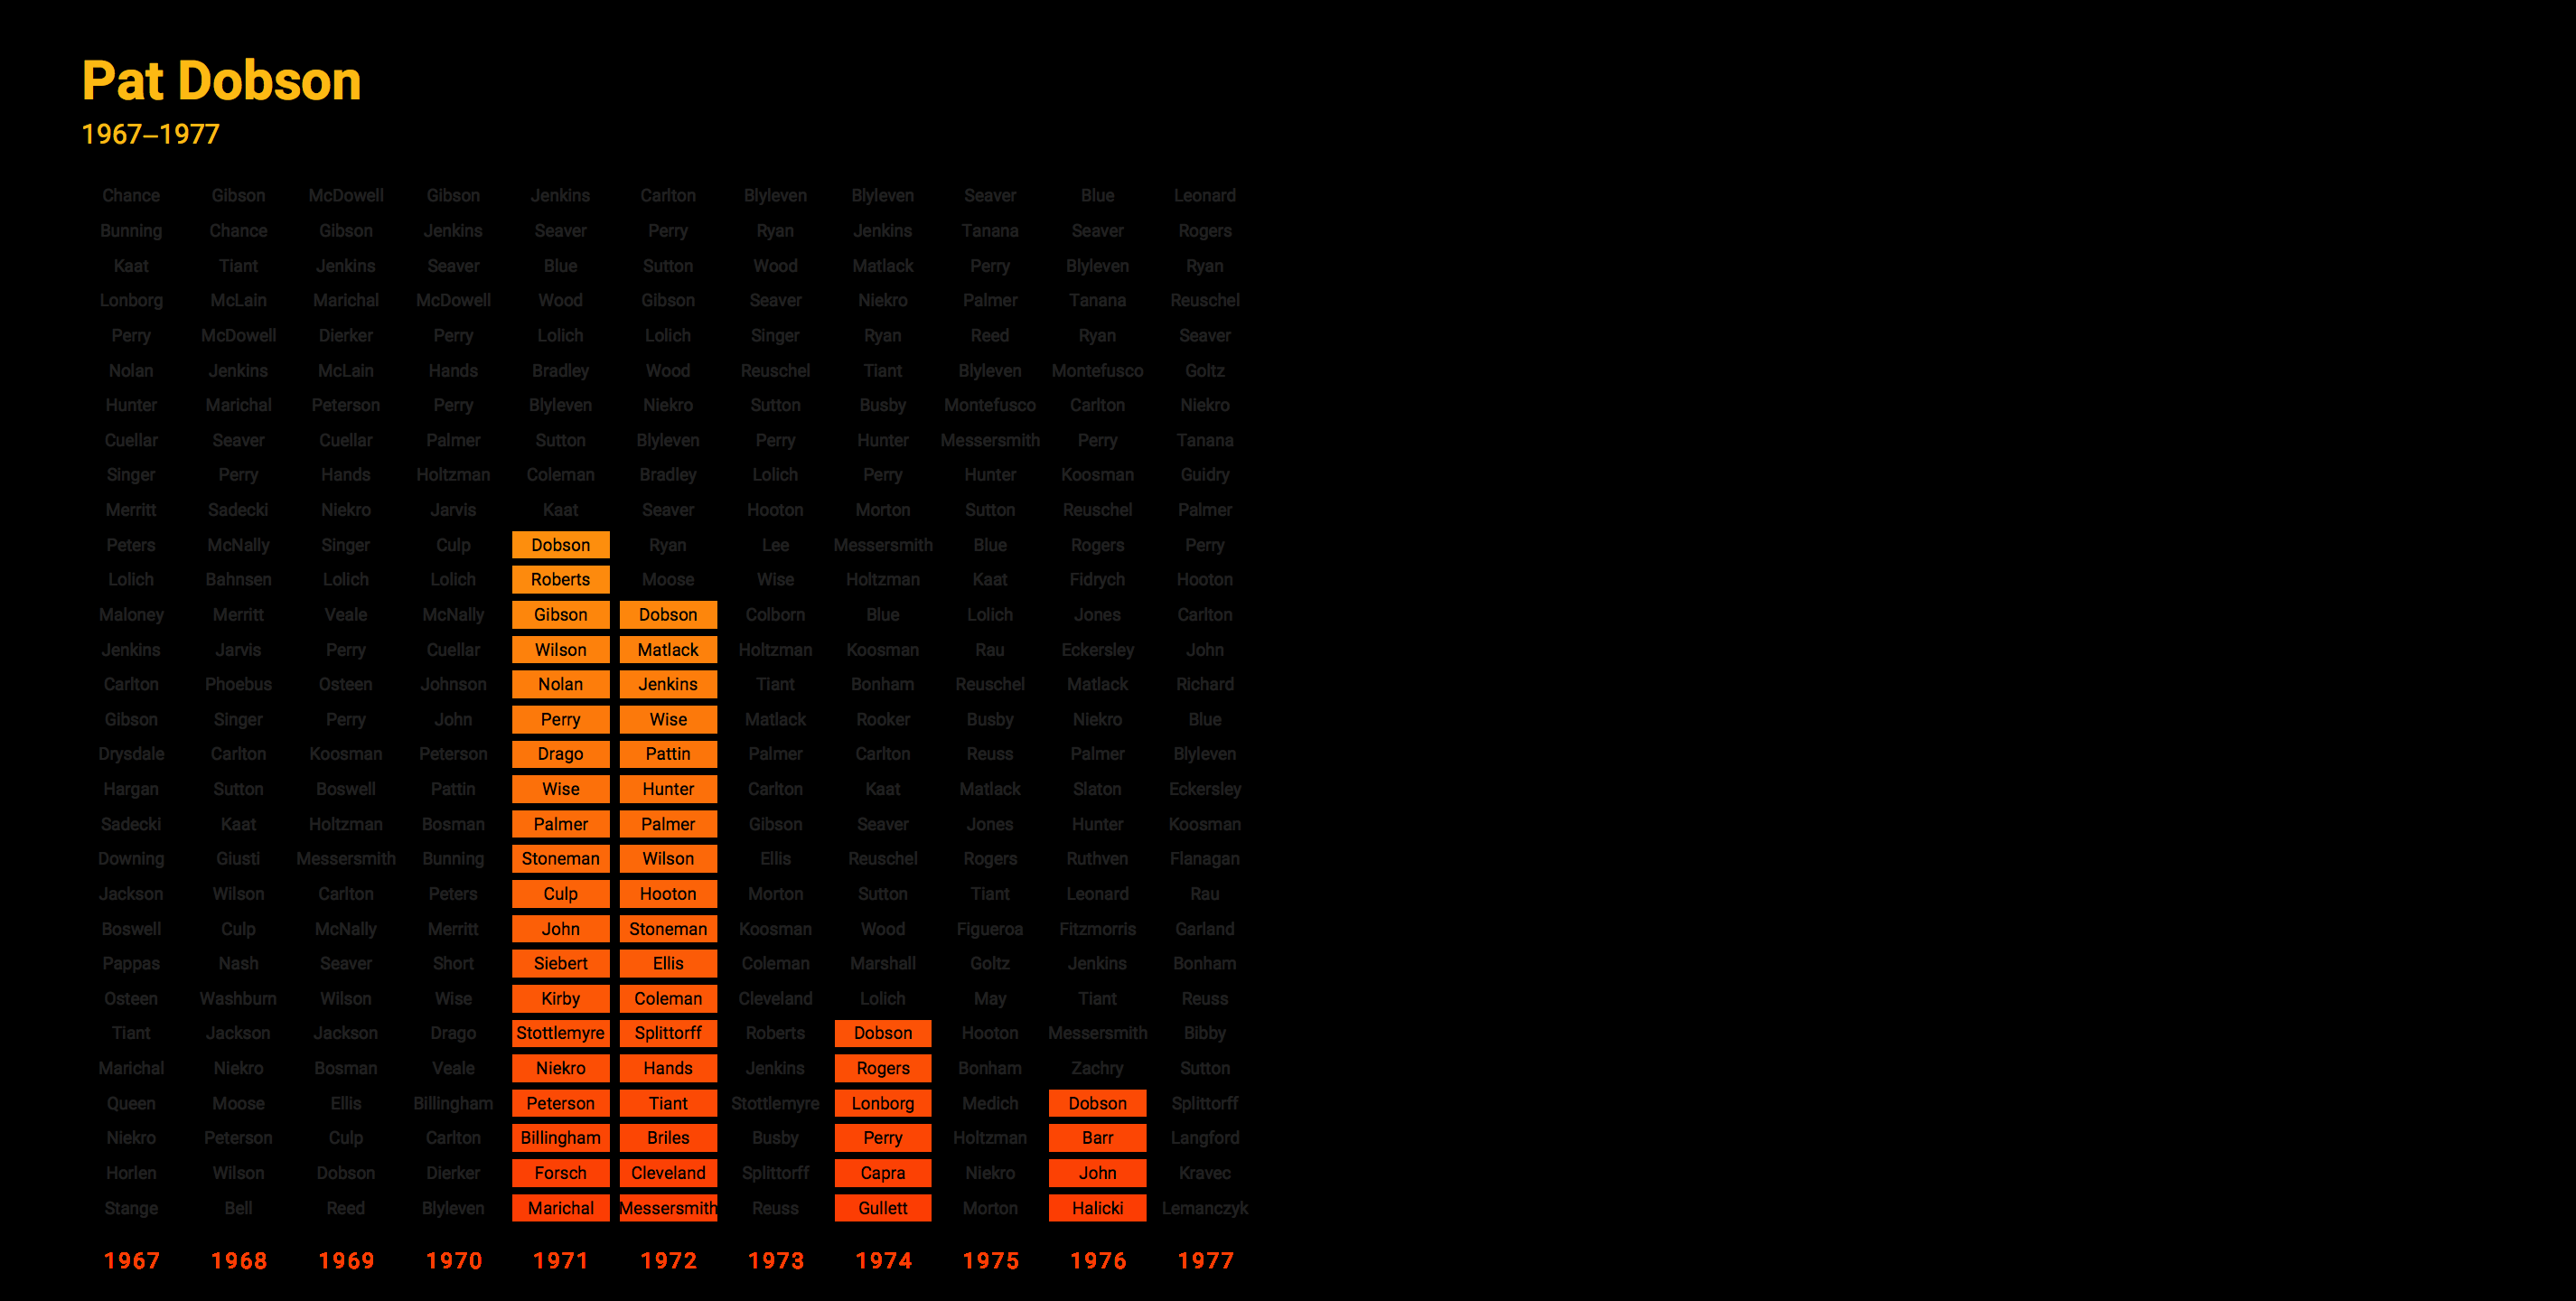 Pat Dobson
1967–1977
Chance Gibson McDowell Gibson Jenkins Carlton Blyleven Blyleven Seaver Blue Leonard
Bunning Chance Gibson Jenkins Seaver Perry Ryan Jenkins Tanana Seaver Rogers
Kaat Tiant Jenkins Seaver Blue Sutton Wood Matlack Perry Blyleven Ryan
Lonborg McLain Marichal McDowell Wood Gibson Seaver Niekro Palmer Tanana Reuschel
Perry McDowell Dierker Perry Lolich Lolich Singer Ryan Reed Ryan Seaver
Nolan Jenkins McLain Hands Bradley Wood Reuschel Tiant Blyleven Montefusco Goltz
Hunter Marichal Peterson Perry Blyleven Niekro Sutton Busby Montefusco Carlton Niekro
Cuellar Seaver Cuellar Palmer Sutton Blyleven Perry Hunter Messersmith Perry Tanana
Singer Perry Hands Holtzman Coleman Bradley Lolich Perry Hunter Koosman Guidry
Merritt Sadecki Niekro Jarvis Kaat Seaver Hooton Morton Sutton Reuschel Palmer
Peters McNally Singer Culp Dobson Ryan Lee Messersmith Blue Rogers Perry
Lolich Bahnsen Lolich Lolich Roberts Moose Wise Holtzman Kaat Fidrych Hooton
Maloney Merritt Veale McNally Gibson Dobson Colborn Blue Lolich Jones Carlton
Jenkins Jarvis Perry Cuellar Wilson Matlack Holtzman Koosman Rau Eckersley John
Carlton Phoebus Osteen Johnson Nolan Jenkins Tiant Bonham Reuschel Matlack Richard
Gibson Singer Perry John Perry Wise Matlack Rooker Busby Niekro Blue
Drysdale Carlton Koosman Peterson Drago Pattin Palmer Carlton Reuss Palmer Blyleven
Hargan Sutton Boswell Pattin Wise Hunter Carlton Kaat Matlack Slaton Eckersley
Sadecki Kaat Holtzman Bosman Palmer Palmer Gibson Seaver Jones Hunter Koosman
Downing Giusti Messersmith Bunning Stoneman Wilson Ellis Reuschel Rogers Ruthven Flanagan
Jackson Wilson Carlton Peters Culp Hooton Morton Sutton Tiant Leonard Rau
Boswell Culp McNally Merritt John Stoneman Koosman Wood Figueroa Fitzmorris Garland
Pappas Nash Seaver Short Siebert Ellis Coleman Marshall Goltz Jenkins Bonham
Osteen Washburn Wilson Wise Kirby Coleman Cleveland Lolich May Tiant Reuss
Tiant Jackson Jackson Drago Stottlemyre Splittorff Roberts Dobson Hooton Messersmith Bibby
Marichal Niekro Bosman Veale Niekro Hands Jenkins Rogers Bonham Zachry Sutton
Queen Moose Ellis Billingham Peterson Tiant Stottlemyre Lonborg Medich Dobson Splittorff
Niekro Peterson Culp Carlton Billingham Briles Busby Perry Holtzman Barr Langford
Horlen Wilson Dobson Dierker Forsch Cleveland Splittorff Capra Niekro John Kravec
Stange Bell Reed Blyleven Marichal Messersmith Reuss Gullett Morton Halicki Lemanczyk
1967 1968 1969 1970 1971 1972 1973 1974 1975 1976 1977